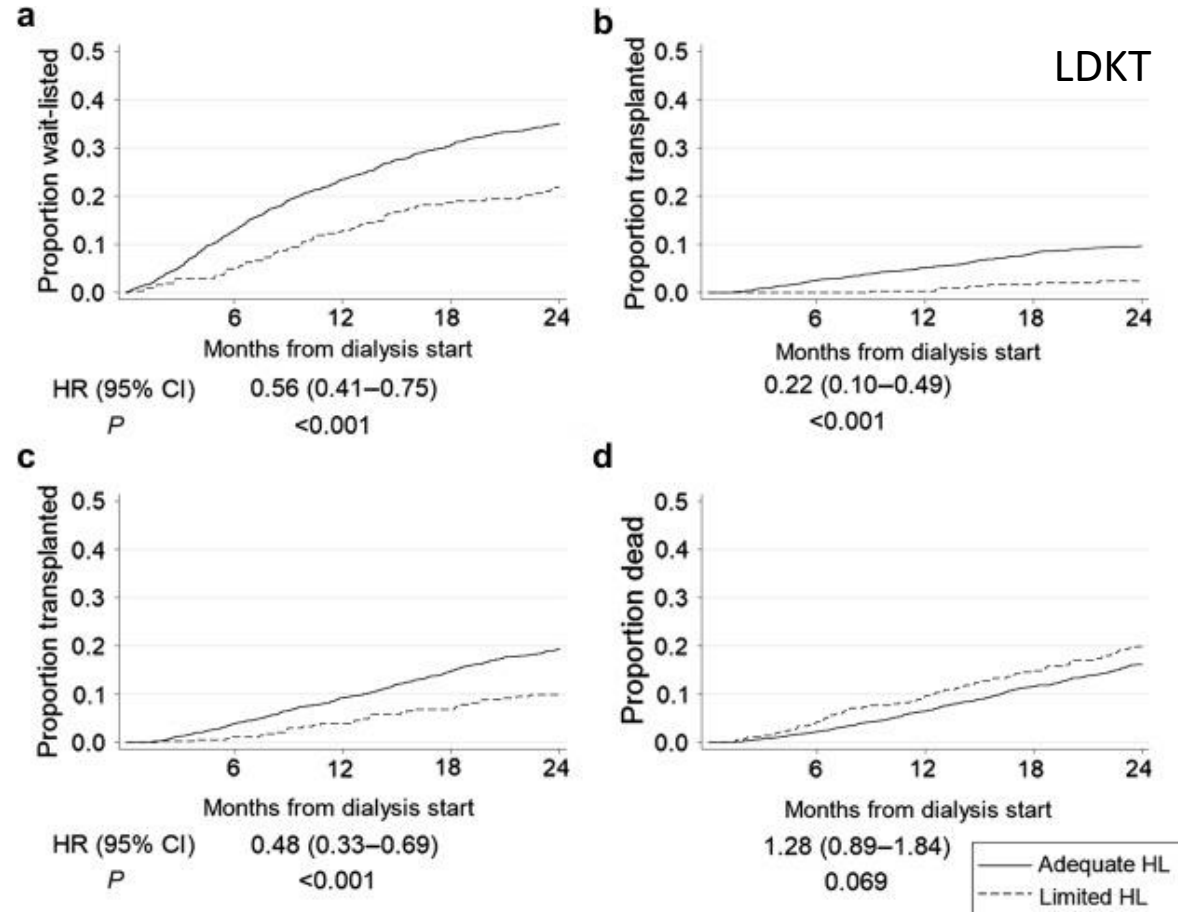 a
Proportion wait-listed
0.5
0.4
0.3
0.2
0.1
0.0
6 12 18 24
Months from dialysis start
HR (95% CI) 0.56 (0.41–0.75)
P <0.001
b
LDKT
Proportion transplanted
0.5
0.4
0.3
0.2
0.1
0.0
6 12 18 24
Months from dialysis start
0.22 (0.10–0.49)
<0.001
c
Proportion transplanted
0.5
0.4
0.3
0.2
0.1
0.0
6 12 18 24
Months from dialysis start
HR (95% CI) 0.48 (0.33–0.69)
P <0.001
d
Proportion dead
0.5
0.4
0.3
0.2
0.1
0.0
6 12 18 24
Months from dialysis start
1.28 (0.89–1.84)
0.069
Adequate HL
Limited HL